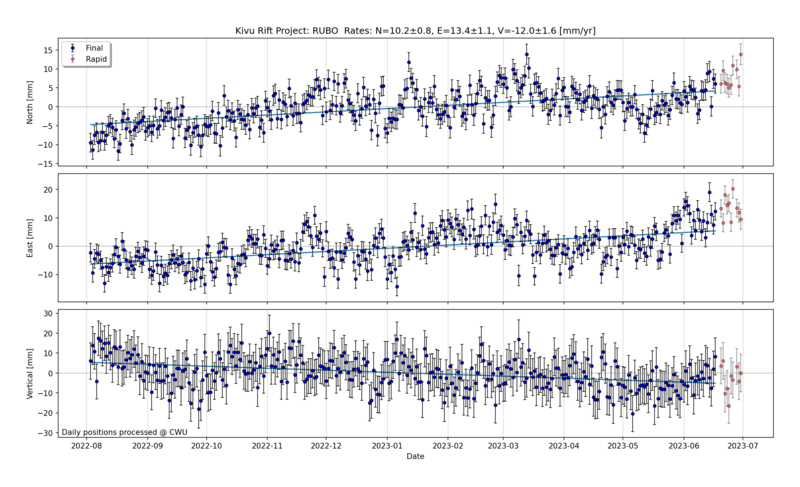 Kivu Rift Project: RUBO Rates: N=10.2±0.8, E=13.4±1.1, V=-12.0±1.6 [mm/yr]
Final
Rapid
North [mm]
15
10
5
0
−5
−10
−15
East [mm]
20
10
0
−10
Vertical [mm]
30
20
10
0
−10
−20
−30
Daily positions processed @ CWU
2022-08 2022-09 2022-10 2022-11 2022-12 2023-01 2023-02 2023-03 2023-04 2023-05 2023-06 2023-07
Date